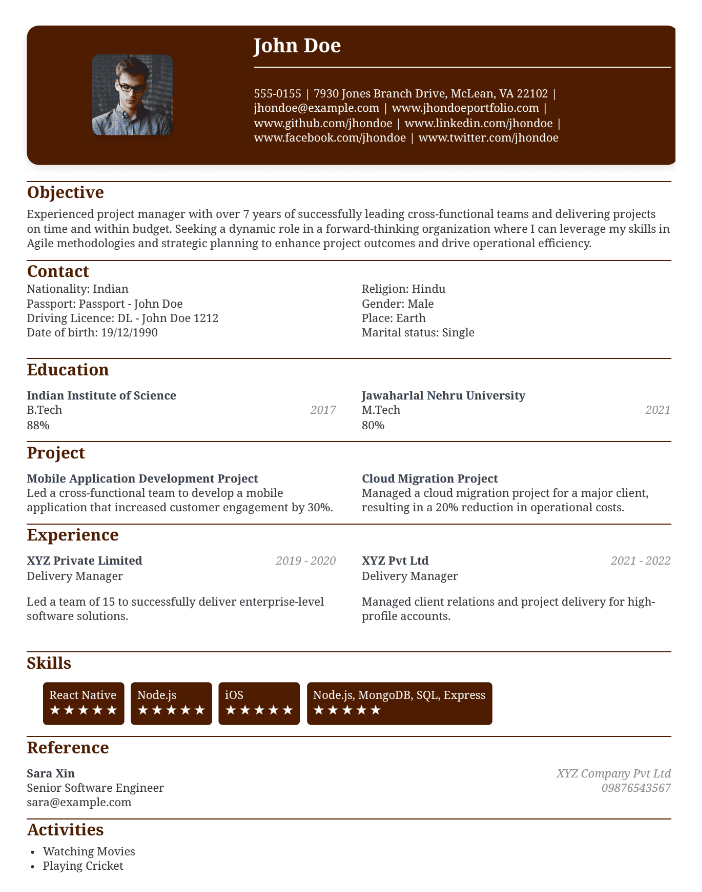 John Doe
555-0155 | 7930 Jones Branch Drive, McLean, VA 22102 |
jhondoe@example.com | www.jhondoeportfolio.com |
www.github.com/jhondoe | www.linkedin.com/jhondoe |
www.facebook.com/jhondoe | www.twitter.com/jhondoe
Objective
Experienced project manager with over 7 years of successfully leading cross-functional teams and delivering projects
on time and within budget. Seeking a dynamic role in a forward-thinking organization where I can leverage my skills in
Agile methodologies and strategic planning to enhance project outcomes and drive operational efficiency.
Contact
Nationality: Indian
Passport: Passport - John Doe
Driving Licence: DL - John Doe 1212
Date of birth: 19/12/1990
Religion: Hindu
Gender: Male
Place: Earth
Marital status: Single
Education
Indian Institute of Science
B.Tech 2017
88%
Jawaharlal Nehru University
M.Tech 2021
80%
Project
Mobile Application Development Project
Led a cross-functional team to develop a mobile
application that increased customer engagement by 30%.
Cloud Migration Project
Managed a cloud migration project for a major client,
resulting in a 20% reduction in operational costs.
Experience
XYZ Private Limited 2019 - 2020
Delivery Manager
Led a team of 15 to successfully deliver enterprise-level
software solutions.
XYZ Pvt Ltd 2021 - 2022
Delivery Manager
Managed client relations and project delivery for high-
profile accounts.
Skills
React Native
★★★★★
Node.js
★★★★★
iOS
★★★★★
Node.js, MongoDB, SQL, Express
★★★★★
Reference
Sara Xin XYZ Company Pvt Ltd
Senior Software Engineer 09876543567
sara@example.com
Activities
• Watching Movies
• Playing Cricket